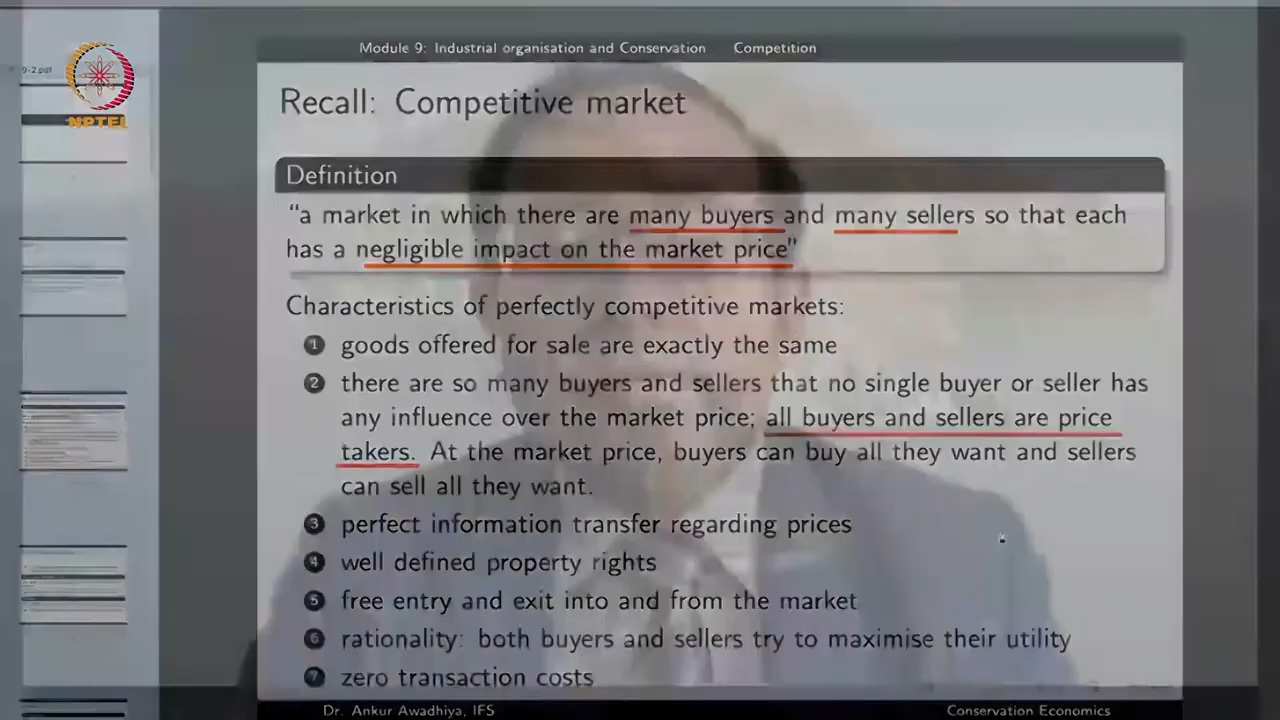 9-2.pdf
NPTEL
Module 9: Industrial organisation and Conservation Competition
Recall: Competitive market
Definition
“a market in which there are many buyers and many sellers so that each
has a negligible impact on the market price”
Characteristics of perfectly competitive markets:
1 goods offered for sale are exactly the same
2 there are so many buyers and sellers that no single buyer or seller has
any influence over the market price; all buyers and sellers are price
takers. At the market price, buyers can buy all they want and sellers
can sell all they want.
3 perfect information transfer regarding prices
4 well defined property rights
5 free entry and exit into and from the market
6 rationality: both buyers and sellers try to maximise their utility
7 zero transaction costs
Dr. Ankur Awadhiya, IFS Conservation Economics